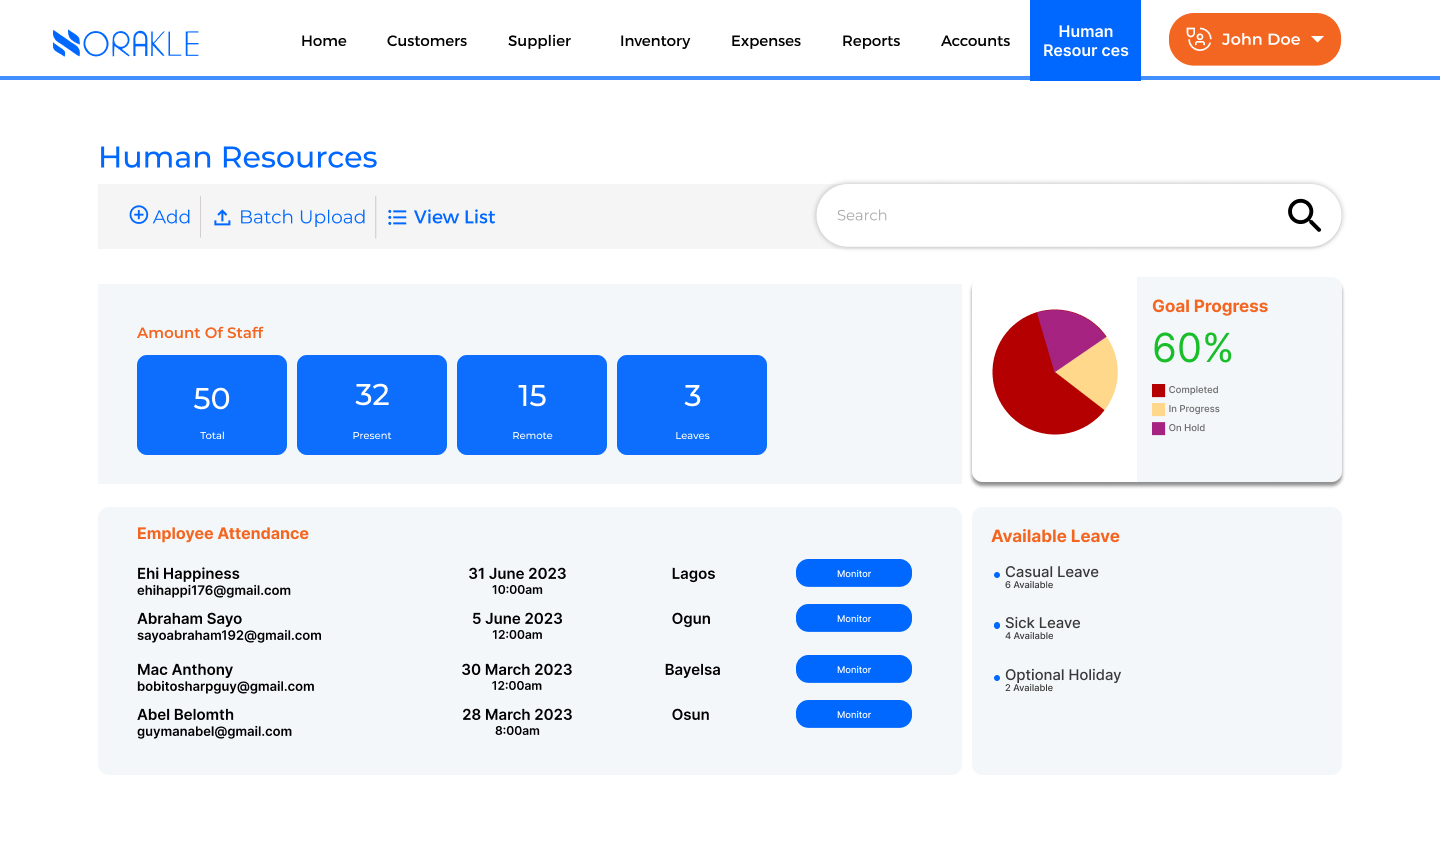 NORAKLE
Home Customers Supplier Inventory Expenses Reports Accounts Human Resour ces John Doe
Human Resources
Add Batch Upload View List Search
Amount Of Staff
50 32 15 3
Total Present Remote Leaves
Goal Progress
60%
Completed
In Progress
On Hold
Employee Attendance
Ehi Happiness 31 June 2023 Lagos Monitor
ehihappi176@gmail.com 10:00am
Abraham Sayo 5 June 2023 Ogun Monitor
sayoabraham192@gmail.com 12:00am
Mac Anthony 30 March 2023 Bayelsa Monitor
bobitosharpguy@gmail.com 12:00am
Abel Belomth 28 March 2023 Osun Monitor
guymanabel@gmail.com 8:00am
Available Leave
Casual Leave
6 Available
Sick Leave
4 Available
Optional Holiday
2 Available